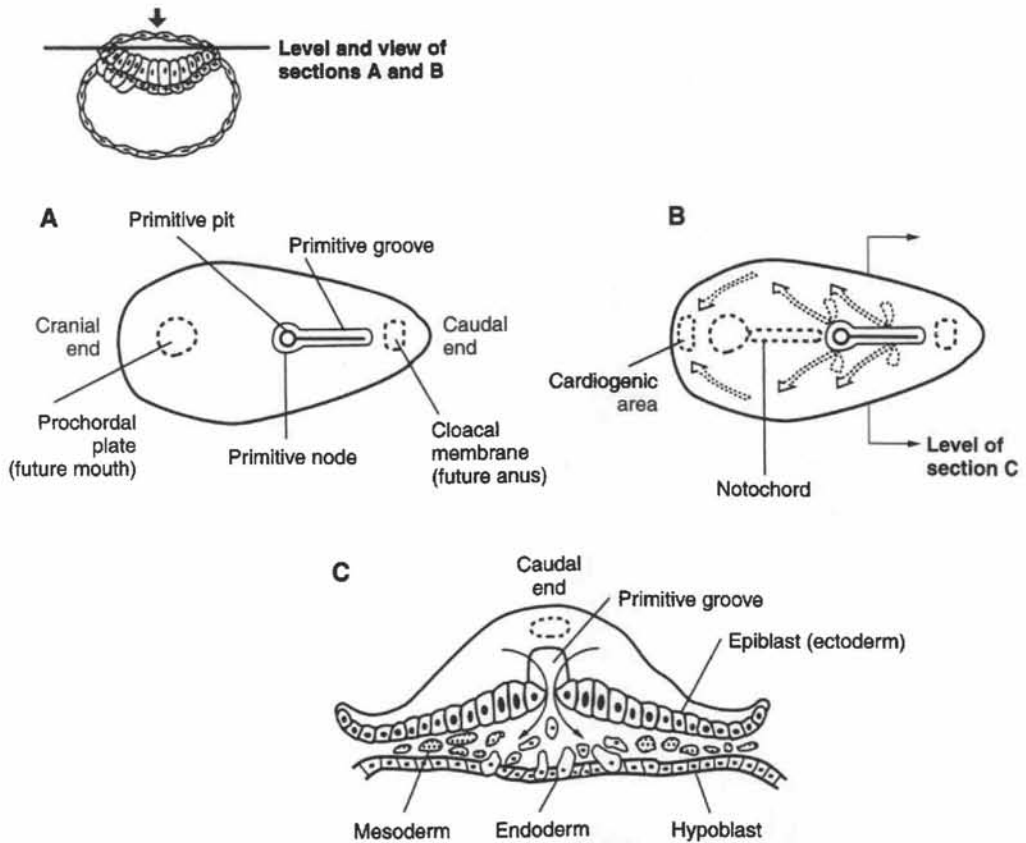 Level and view of
sections A and B
A
Primitive pit
Primitive groove
Cranial
end
Caudal
end
Prochordal
plate
(future mouth)
Primitive node
Cloacal
membrane
(future anus)
B
Cardiogenic
area
Notochord
Level of
section C
C
Caudal
end
Primitive groove
Epiblast (ectoderm)
Mesoderm
Endoderm
Hypoblast